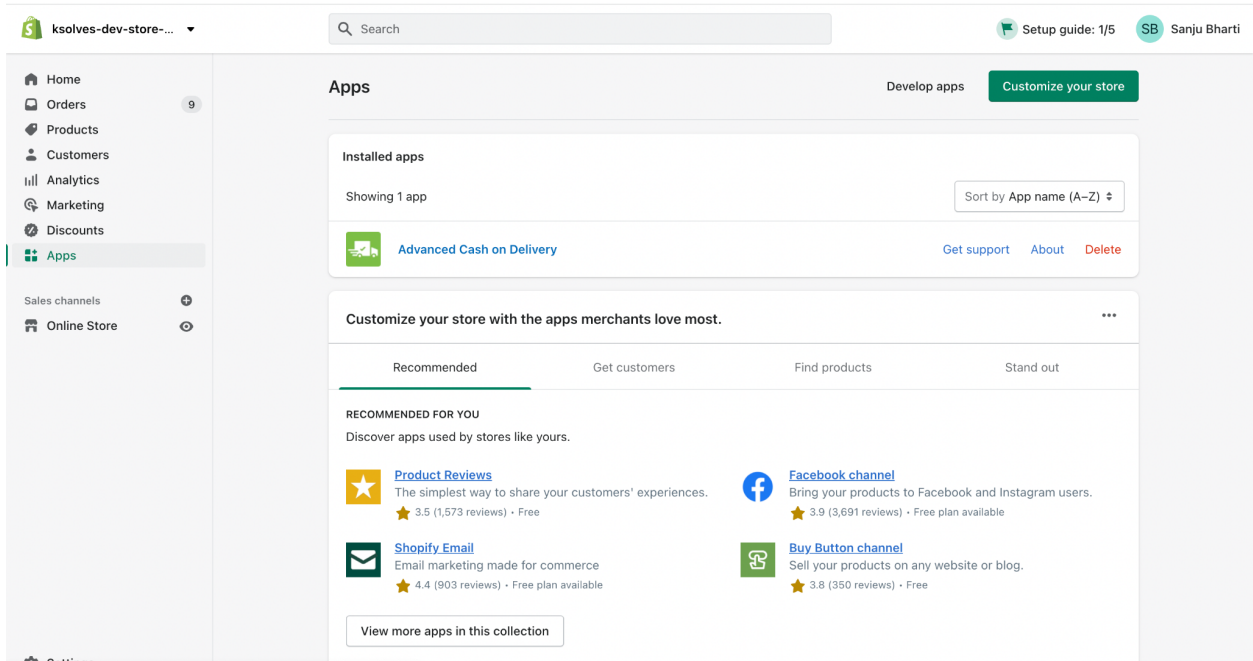 ksolves-dev-store-...
Search
Setup guide: 1/5
SB
Sanju Bharti
Home
Orders
9
Products
Customers
Analytics
Marketing
Discounts
Apps
Sales channels
Online Store
Apps
Develop apps
Customize your store
Installed apps
Showing 1 app
Sort by App name (A–Z)
Advanced Cash on Delivery
Get support
About
Delete
Customize your store with the apps merchants love most.
Recommended
Get customers
Find products
Stand out
RECOMMENDED FOR YOU
Discover apps used by stores like yours.
Product Reviews
The simplest way to share your customers' experiences.
3.5 (1,573 reviews) • Free
Facebook channel
Bring your products to Facebook and Instagram users.
3.9 (3,691 reviews) • Free plan available
Shopify Email
Email marketing made for commerce
4.4 (903 reviews) • Free plan available
Buy Button channel
Sell your products on any website or blog.
3.8 (350 reviews) • Free
View more apps in this collection